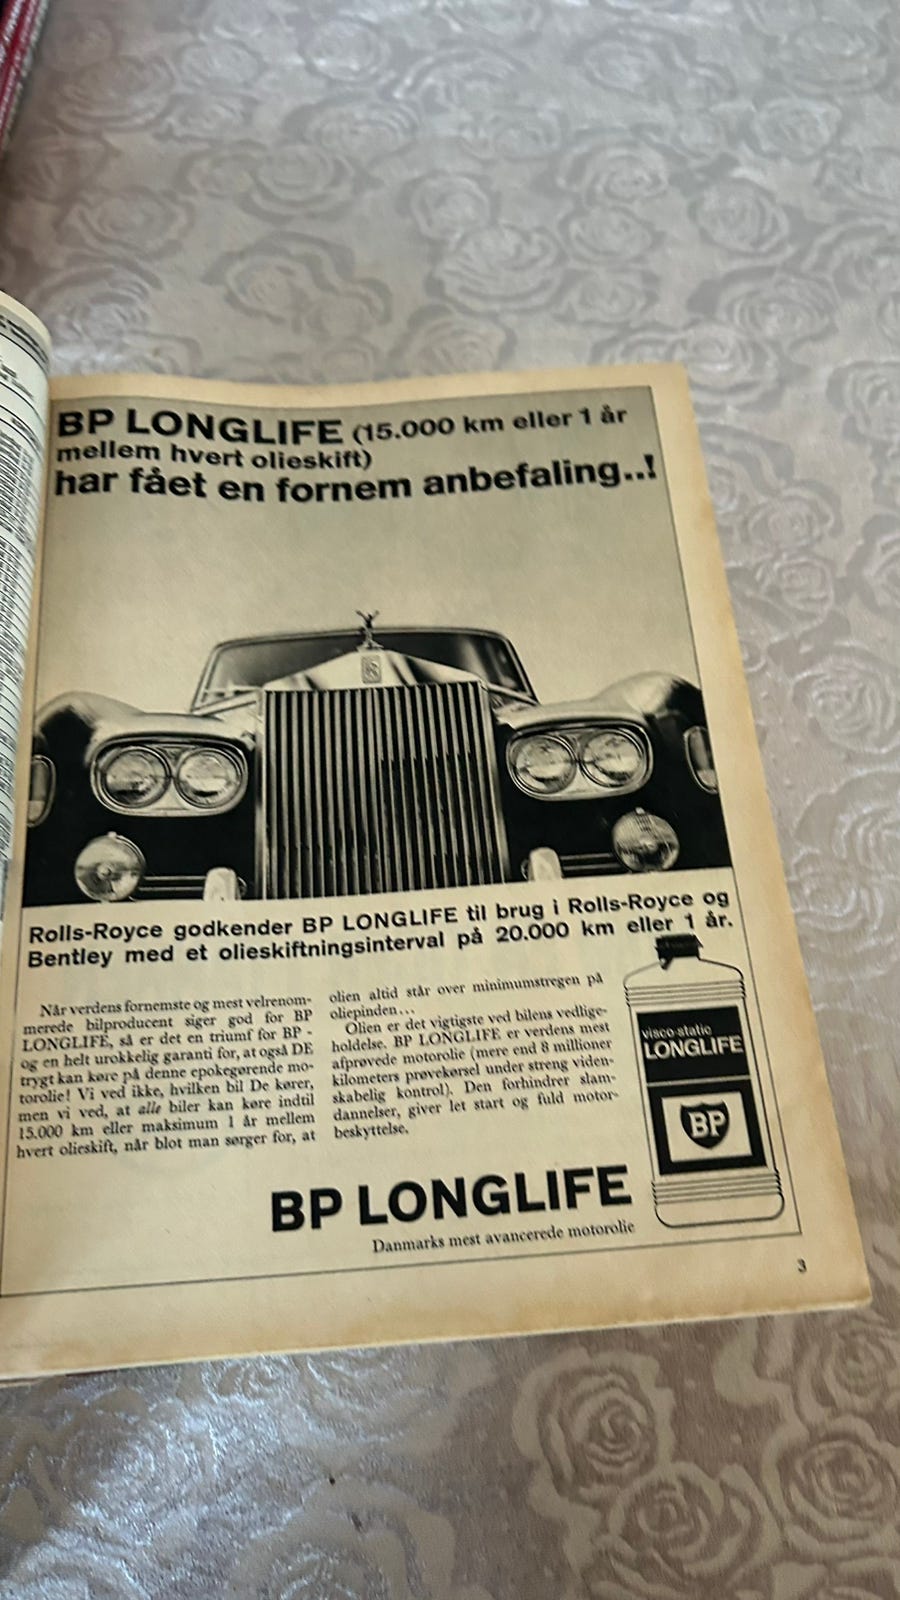 BP LONGLIFE (15.000 km eller 1 år
mellem hvert olieskift)
har fået en fornem anbefaling..!
Rolls-Royce godkender BP LONGLIFE til brug i Rolls-Royce og
Bentley med et olieskiftningsinterval på 20.000 km eller 1 år.
Når verdens fornemste og mest velrenom-
merede bilproducent siger god for BP
LONGLIFE, så er det en triumf for BP -
og en helt urokkelig garanti for, at også DE
trygt kan køre på denne epokegørende mo-
torolie! Vi ved ikke, hvilken bil De kører,
men vi ved, at alle biler kan køre indtil
15.000 km eller maksimum 1 år mellem
hvert olieskift, når blot man sørger for, at
olien altid står over minimumstregen på
oliepinden...
Olien er det vigtigste ved bilens vedlige-
holdelse. BP LONGLIFE er verdens mest
afprøvede motorolie (mere end 8 millioner
kilometers prøvekørsel under streng viden-
skabelig kontrol). Den forhindrer slam-
dannelser, giver let start og fuld motor-
beskyttelse.
visco-static
LONGLIFE
BP
BP LONGLIFE
Danmarks mest avancerede motorolie
3